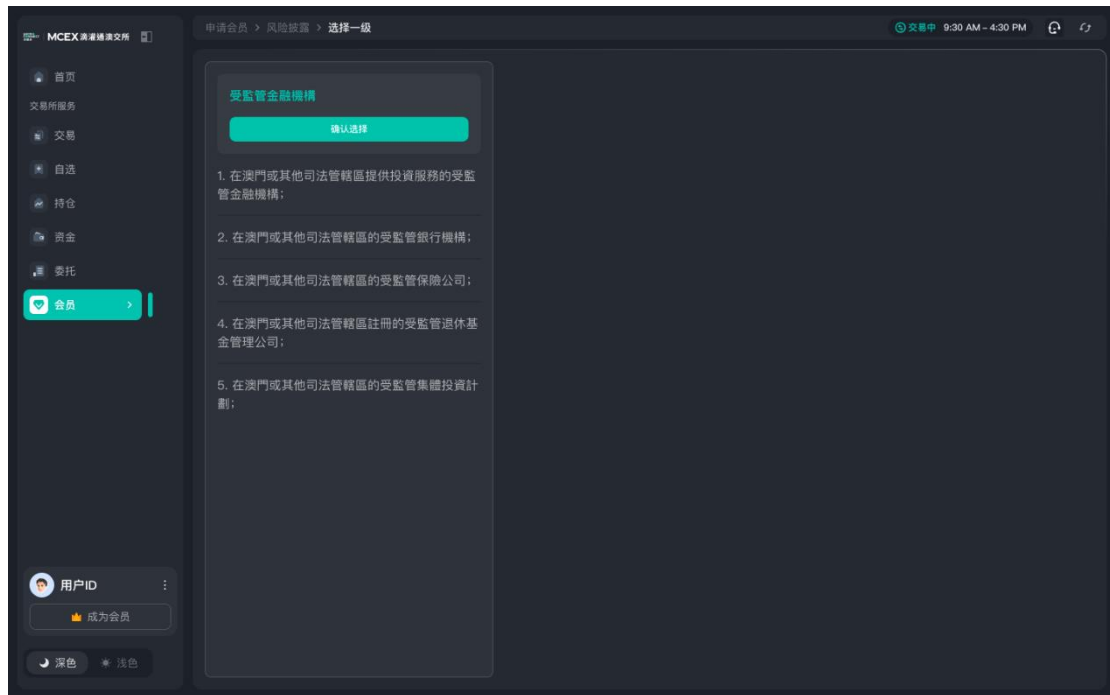 MCEX滴灌通澳交所
首页
交易所服务
交易
自选
持仓
资金
委托
会员
用户ID
成为会员
深色
浅色
申请会员 > 风险披露 > 选择一级
交易中 9:30 AM – 4:30 PM
受監管金融機構
确认选择
1. 在澳門或其他司法管轄區提供投資服務的受監
管金融機構；
2. 在澳門或其他司法管轄區的受監管銀行機構；
3. 在澳門或其他司法管轄區的受監管保險公司；
4. 在澳門或其他司法管轄區註冊的受監管退休基
金管理公司；
5. 在澳門或其他司法管轄區的受監管集體投資計
劃；